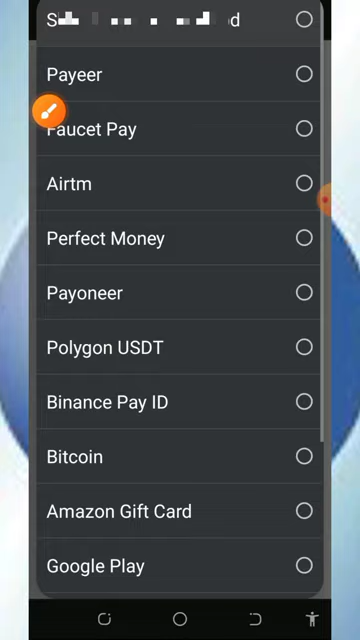 Payeer
Faucet Pay
Airtm
Perfect Money
Payoneer
Polygon USDT
Binance Pay ID
Bitcoin
Amazon Gift Card
Google Play